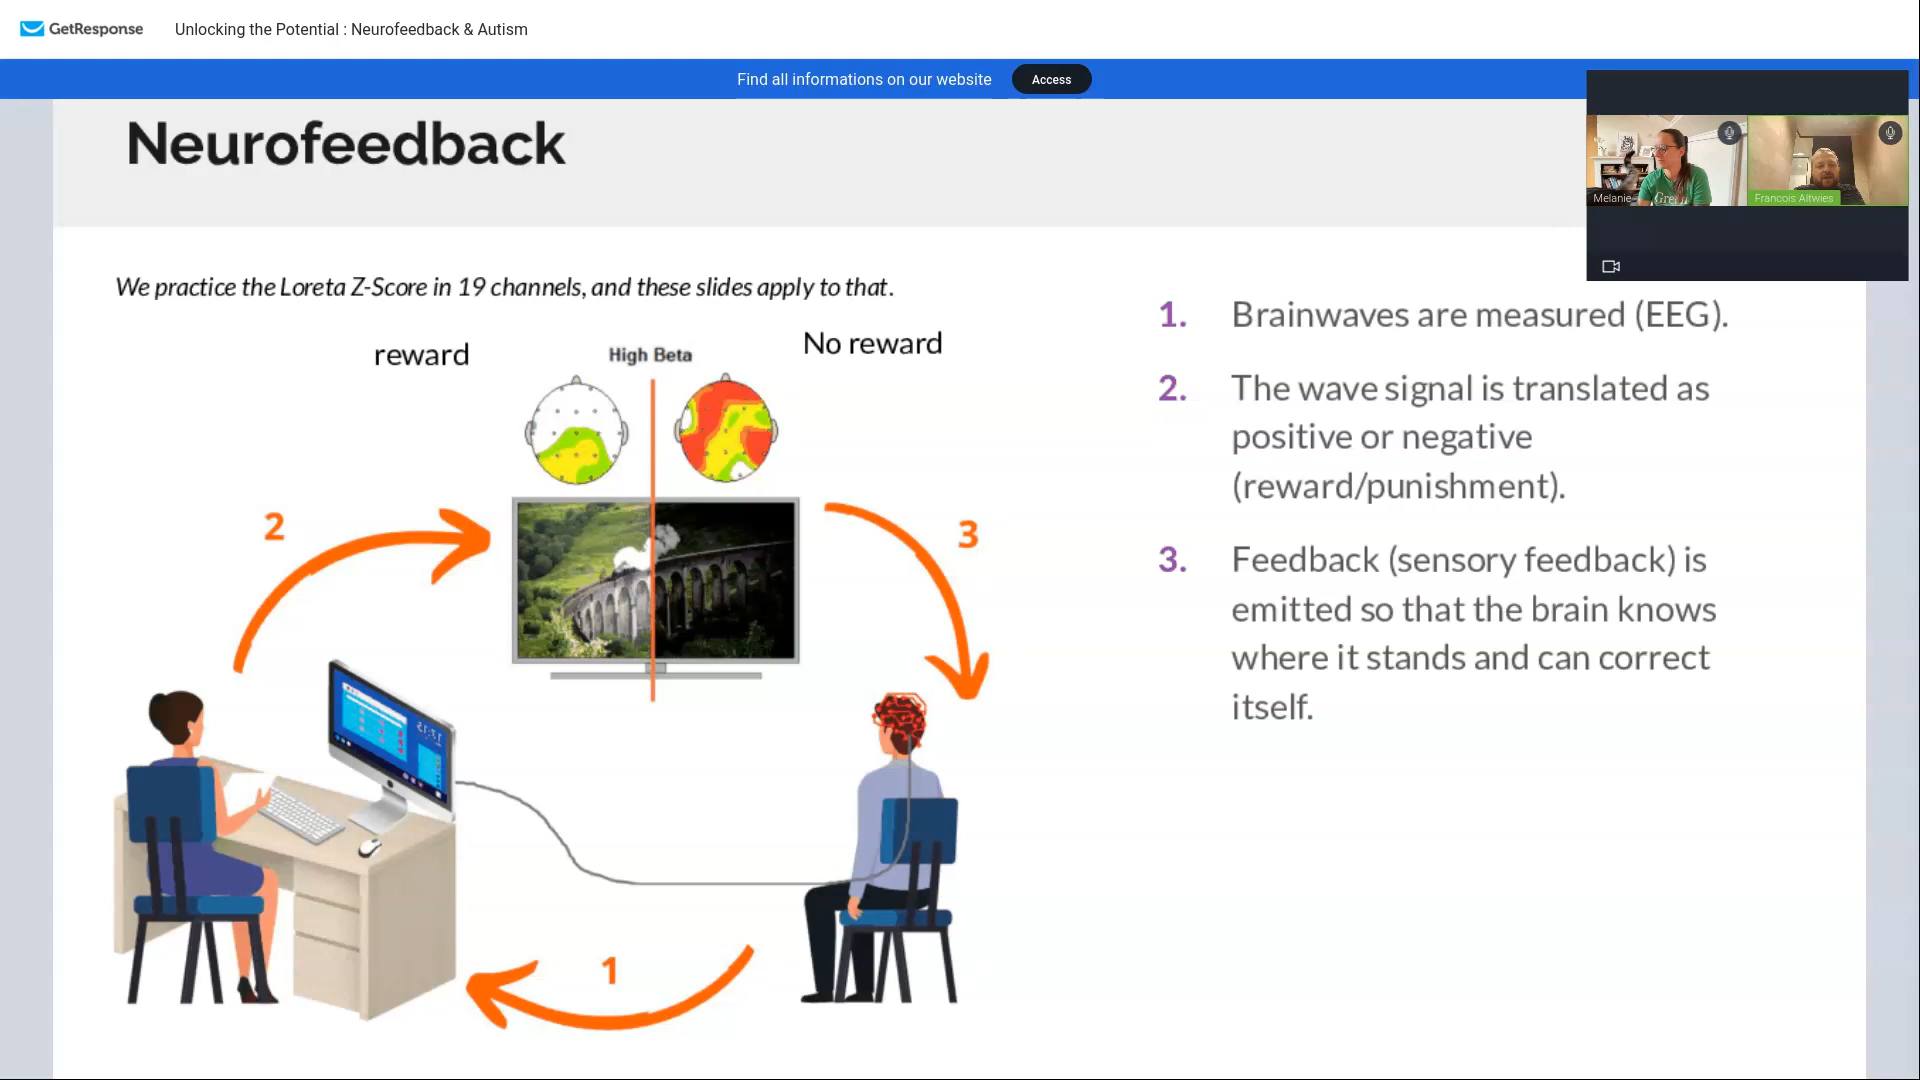 GetResponse
Unlocking the Potential : Neurofeedback & Autism
Find all informations on our website
Access
Neurofeedback
Melanie
Green
Francois Altwies
We practice the Loreta Z-Score in 19 channels, and these slides apply to that.
reward
High Beta
No reward
2
3
1
1. Brainwaves are measured (EEG).
2. The wave signal is translated as
positive or negative
(reward/punishment).
3. Feedback (sensory feedback) is
emitted so that the brain knows
where it stands and can correct
itself.